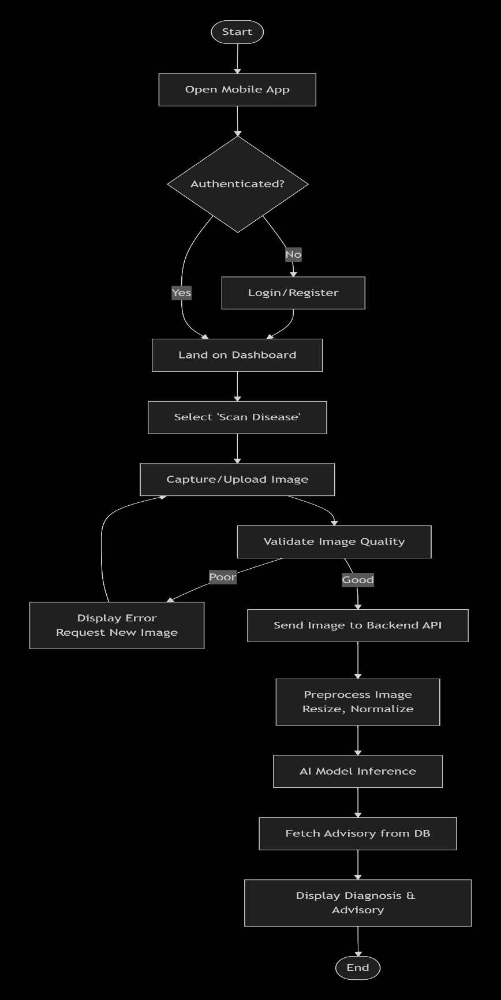 Start
Open Mobile App
Authenticated?
No
Yes
Login/Register
Land on Dashboard
Select 'Scan Disease'
Capture/Upload Image
Validate Image Quality
Poor
Good
Display Error
Request New Image
Send Image to Backend API
Preprocess Image
Resize, Normalize
AI Model Inference
Fetch Advisory from DB
Display Diagnosis &
Advisory
End